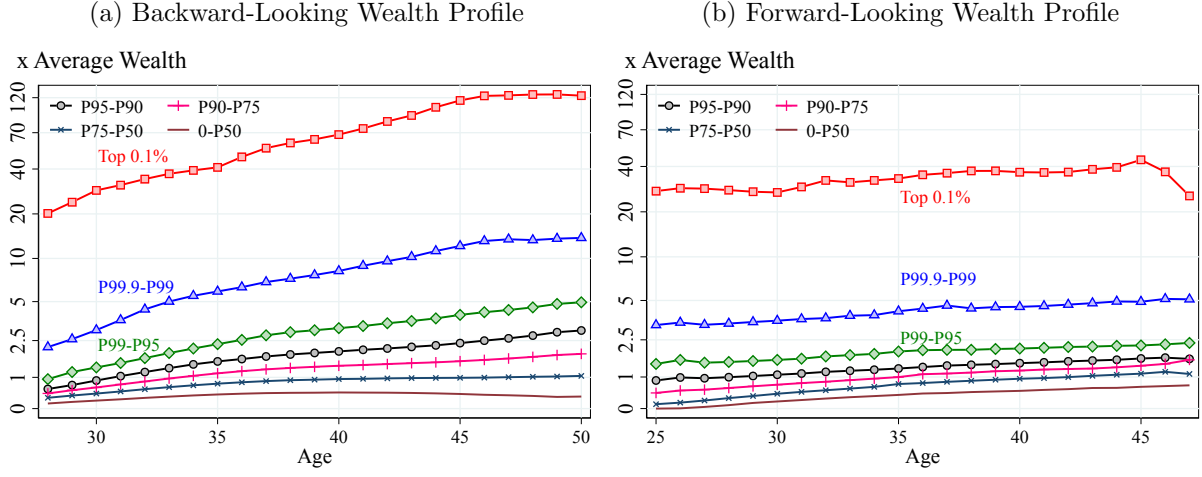 (a) Backward-Looking Wealth Profile
x Average Wealth
120
70
40
20
10
5
2.5
1
0
P95-P90
P90-P75
P75-P50
0-P50
Top 0.1%
P99.9-P99
P99-P95
30
35
40
45
50
Age
(b) Forward-Looking Wealth Profile
x Average Wealth
120
70
40
20
10
5
2.5
1
0
P95-P90
P90-P75
P75-P50
0-P50
Top 0.1%
P99.9-P99
P99-P95
25
30
35
40
45
Age